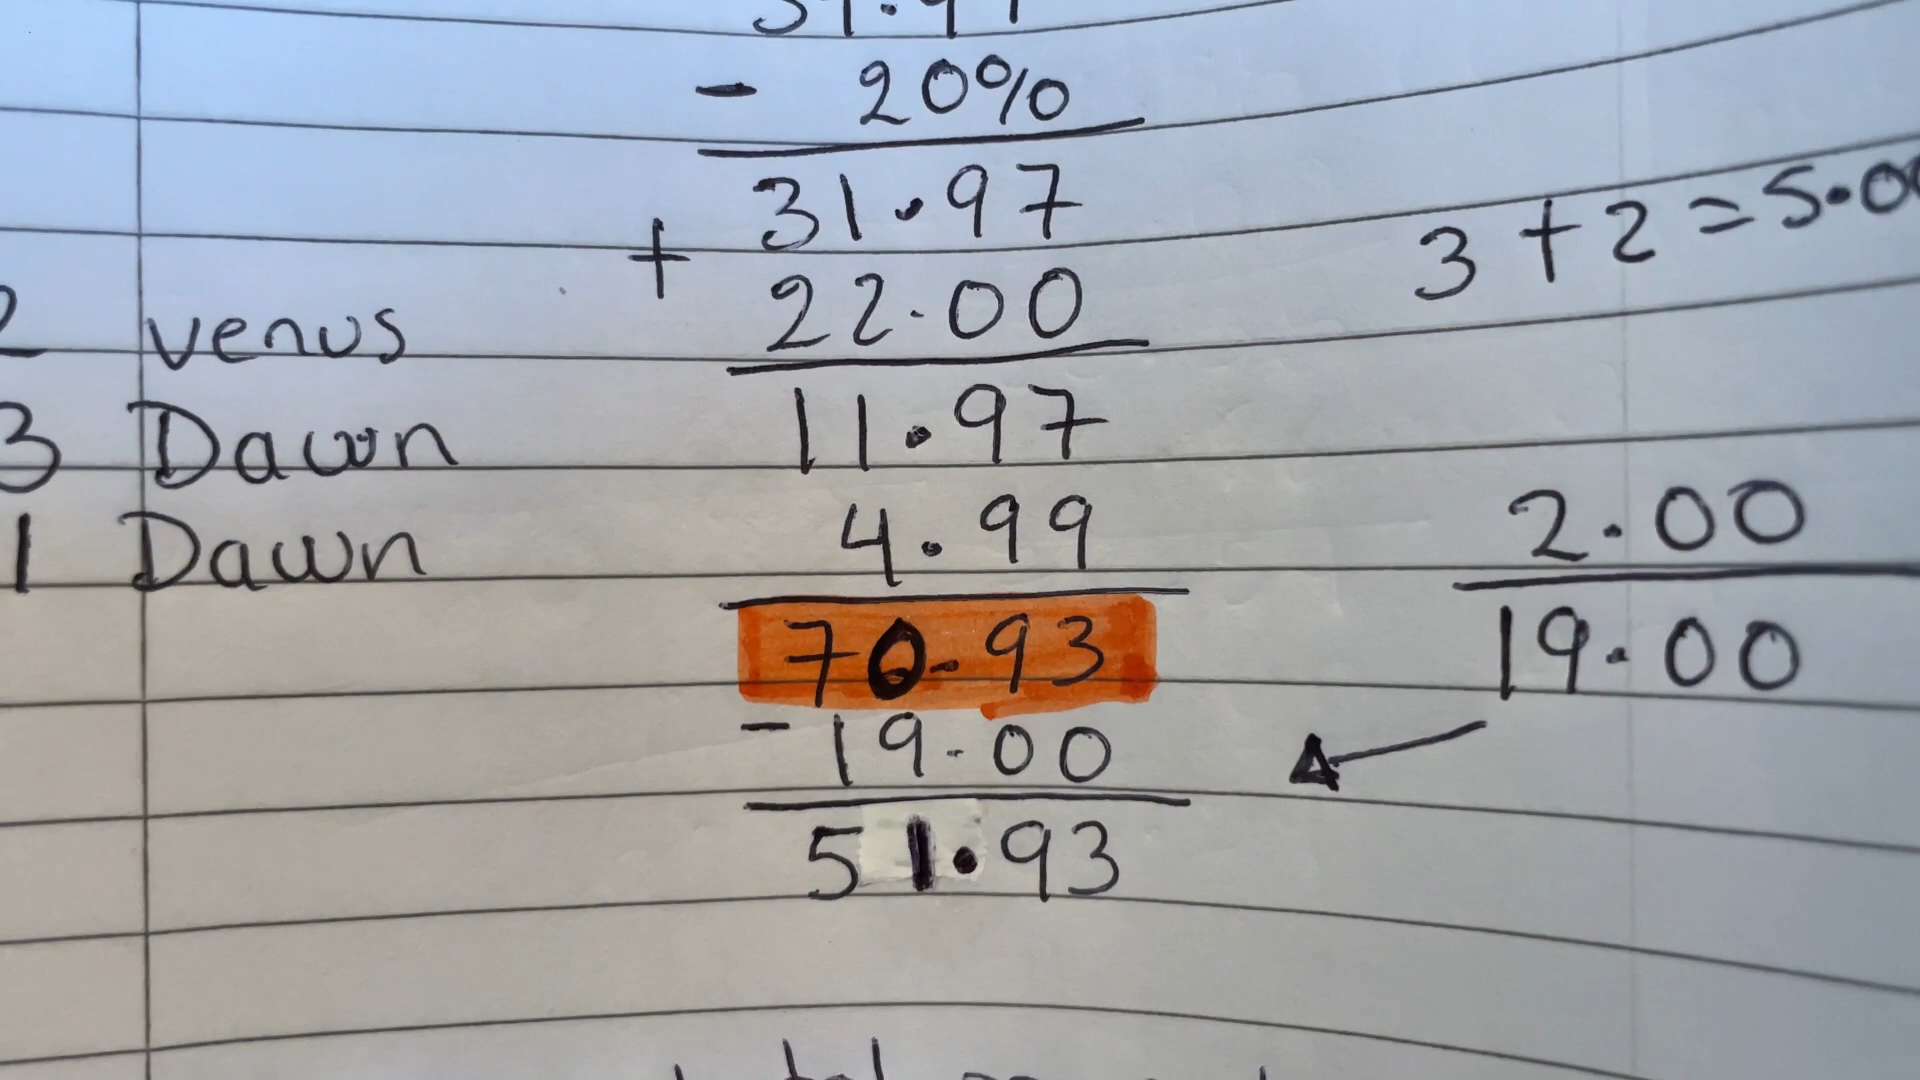 - 20%
31.97
3 + 2 = 5.00
+
2 venus 22.00
3 Dawn 11.97
1 Dawn 4.99
2.00
70.93
19.00
- 19.00
51.93